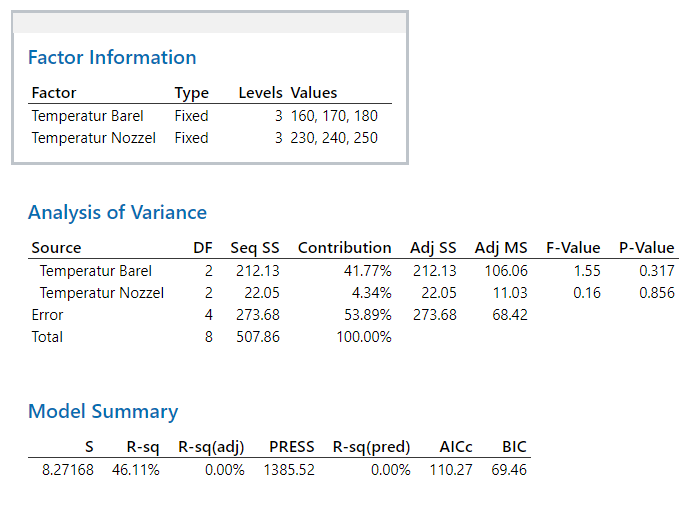 Factor Information
Factor Type Levels Values
Temperatur Barel Fixed 3 160, 170, 180
Temperatur Nozzel Fixed 3 230, 240, 250
Analysis of Variance
Source DF Seq SS Contribution Adj SS Adj MS F-Value P-Value
Temperatur Barel 2 212.13 41.77% 212.13 106.06 1.55 0.317
Temperatur Nozzel 2 22.05 4.34% 22.05 11.03 0.16 0.856
Error 4 273.68 53.89% 273.68 68.42
Total 8 507.86 100.00%
Model Summary
S R-sq R-sq(adj) PRESS R-sq(pred) AICc BIC
8.27168 46.11% 0.00% 1385.52 0.00% 110.27 69.46